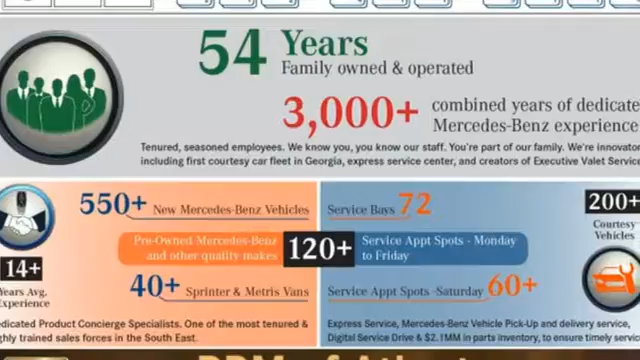 54 Years
Family owned & operated
3,000+ combined years of dedicate
Mercedes-Benz experience
Tenured, seasoned employees. We know you, you know our staff. You're part of our family. We're innovator
including first courtesy car fleet in Georgia, express service center, and creators of Executive Valet Service
550+ New Mercedes-Benz Vehicles
Pre-Owned Mercedes-Benz
and other quality makes
120+
40+ Sprinter & Metris Vans
14+
Years Avg.
Experience
edicated Product Concierge Specialists. One of the most tenured &
ghly trained sales forces in the South East.
Service Bays 72
Service Appt Spots - Monday
to Friday
Service Appt Spots -Saturday 60+
200+
Courtesy
Vehicles
Express Service, Mercedes-Benz Vehicle Pick-Up and delivery service,
Digital Service Drive & $2.1MM in parts inventory, to ensure timely servic